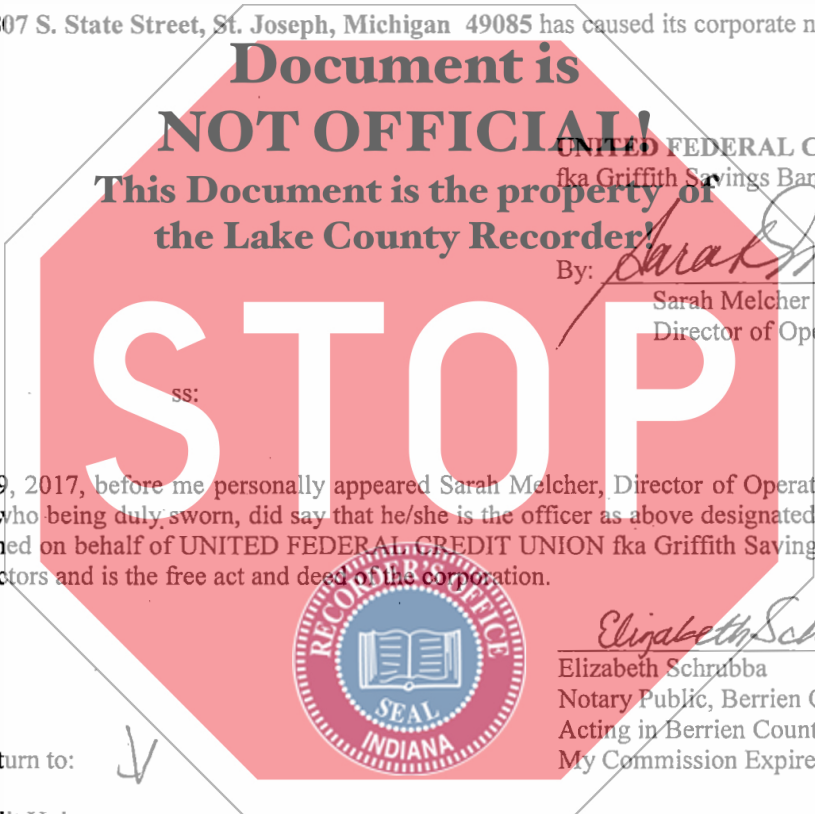 07 S. State Street, St. Joseph, Michigan 49085 has caused its corporate n
Document is
NOT OFFICIAL!
UNITED FEDERAL C
This Document is the property of
fka Griffith Savings Ban
the Lake County Recorder!
By: Sarah
Sarah Melcher
Director of Ope
STOP
ss:
9, 2017, before me personally appeared Sarah Melcher, Director of Operat
who being duly sworn, did say that he/she is the officer as above designated
ned on behalf of UNITED FEDERAL CREDIT UNION fka Griffith Saving
ctors and is the free act and deed of the corporation.
RECORDER'S OFFICE
SEAL
INDIANA
Elizabeth Sch
Elizabeth Schrubba
Notary Public, Berrien C
Acting in Berrien Count
turn to:
My Commission Expire